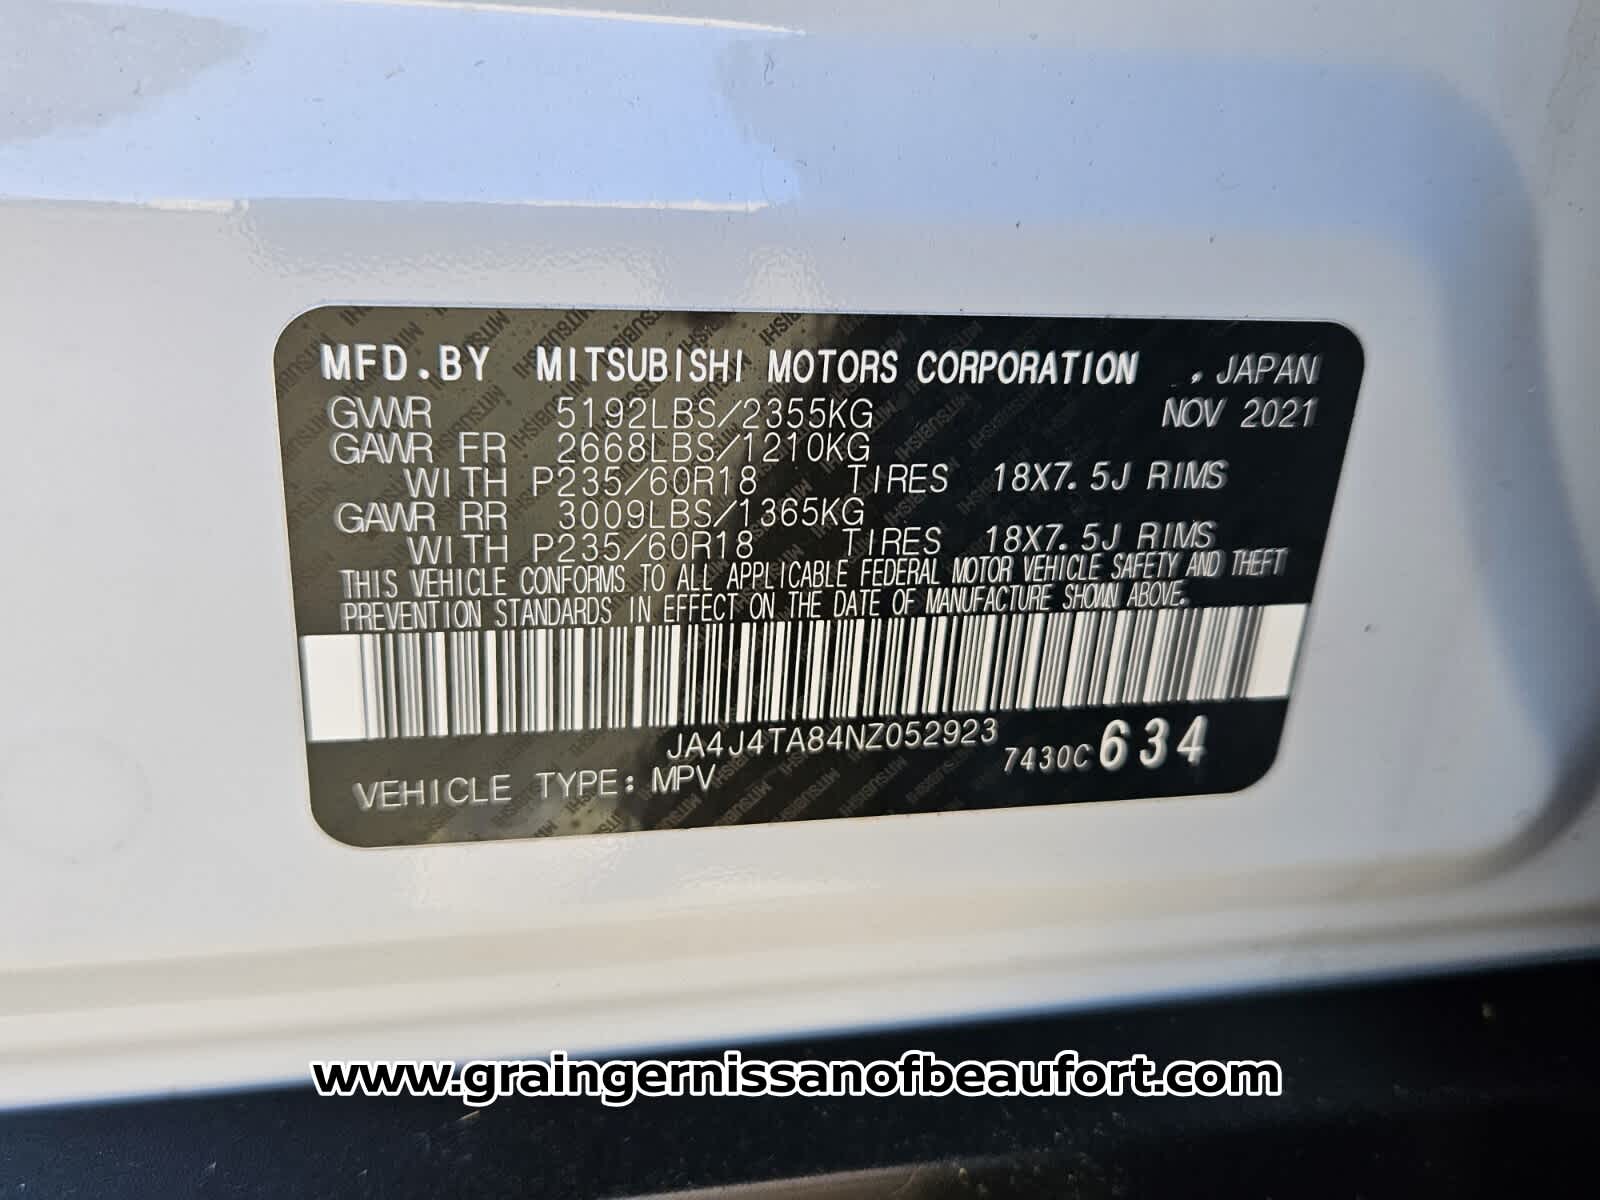 MFD.BY MITSUBISHI MOTORS CORPORATION , JAPAN
GVWR 5192LBS/2355KG NOV 2021
GAWR FR 2668LBS/1210KG
WITH P235/60R18 TIRES 18X7.5J RIMS
GAWR RR 3009LBS/1365KG
WITH P235/60R18 TIRES 18X7.5J RIMS
THIS VEHICLE CONFORMS TO ALL APPLICABLE FEDERAL MOTOR VEHICLE SAFETY AND THEFT
PREVENTION STANDARDS IN EFFECT ON THE DATE OF MANUFACTURE SHOWN ABOVE.
JA4J4TA84NZ052923 7430C 634
VEHICLE TYPE: MPV
www.graingernissanofbeaufort.com